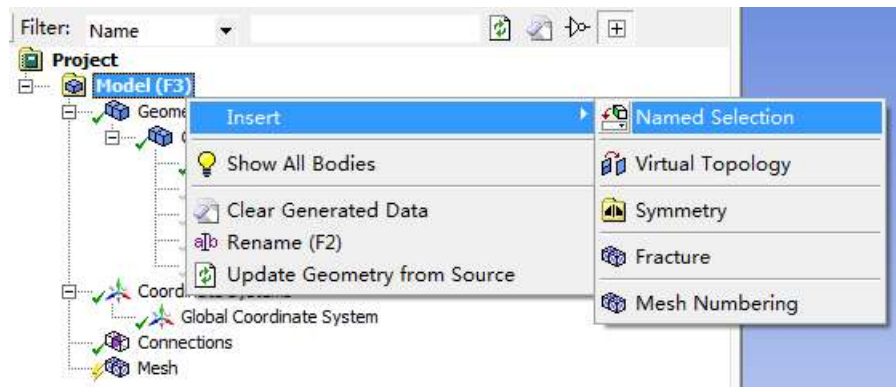 Filter: Name
Project
Model (F3)
Geome
Insert
Named Selection
Show All Bodies
Virtual Topology
Clear Generated Data
Symmetry
Rename (F2)
Fracture
Update Geometry from Source
Mesh Numbering
Global Coordinate System
Connections
Mesh